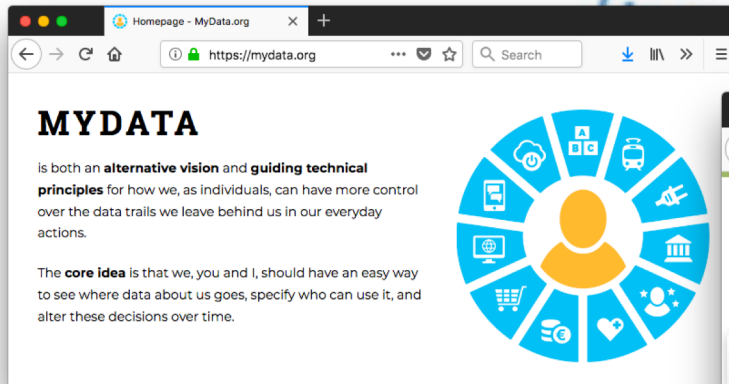 Homepage - MyData.org
https://mydata.org
Search
MYDATA
is both an alternative vision and guiding technical
principles for how we, as individuals, can have more control
over the data trails we leave behind us in our everyday
actions.
The core idea is that we, you and I, should have an easy way
to see where data about us goes, specify who can use it, and
alter these decisions over time.
A
B C